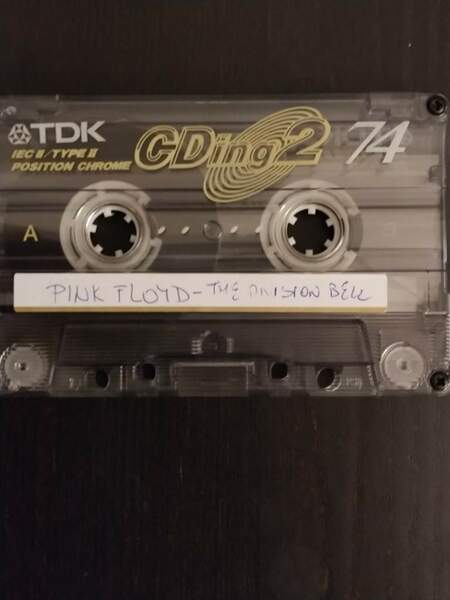 TDK
CDing2
74
IEC II/TYPE II
POSITION CHROME
A
PINK FLOYD - THE DIVISION BELL